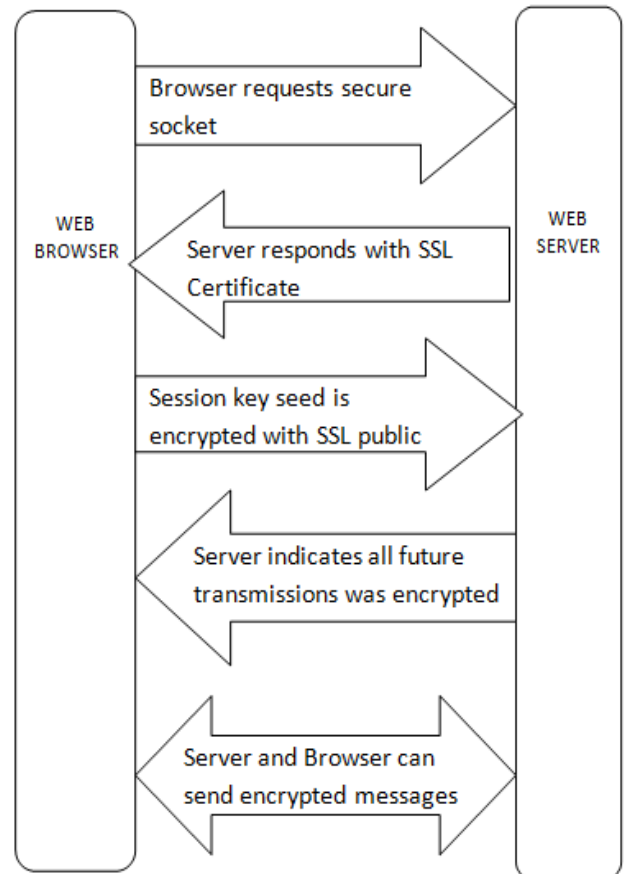 Browser requests secure
socket
WEB
BROWSER
WEB
SERVER
Server responds with SSL
Certificate
Session key seed is
encrypted with SSL public
Server indicates all future
transmissions was encrypted
Server and Browser can
send encrypted messages